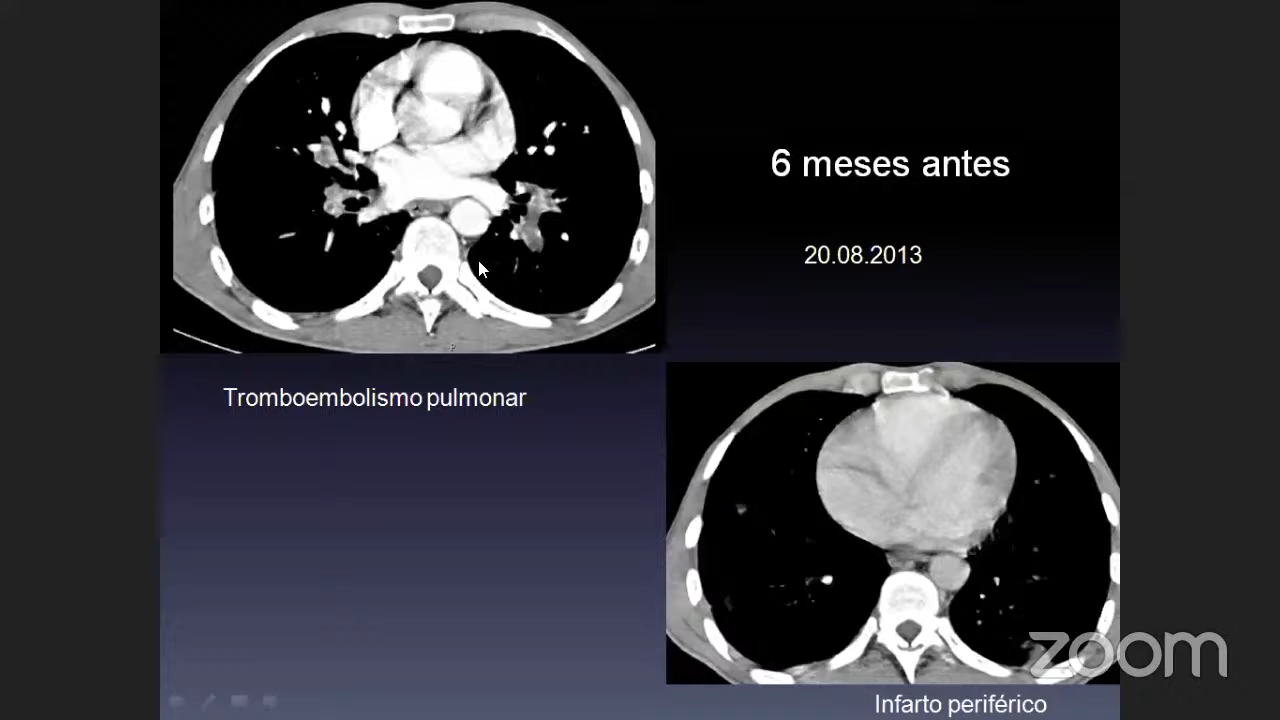 6 meses antes
20.08.2013
Tromboembolismo pulmonar
zoom
Infarto periférico